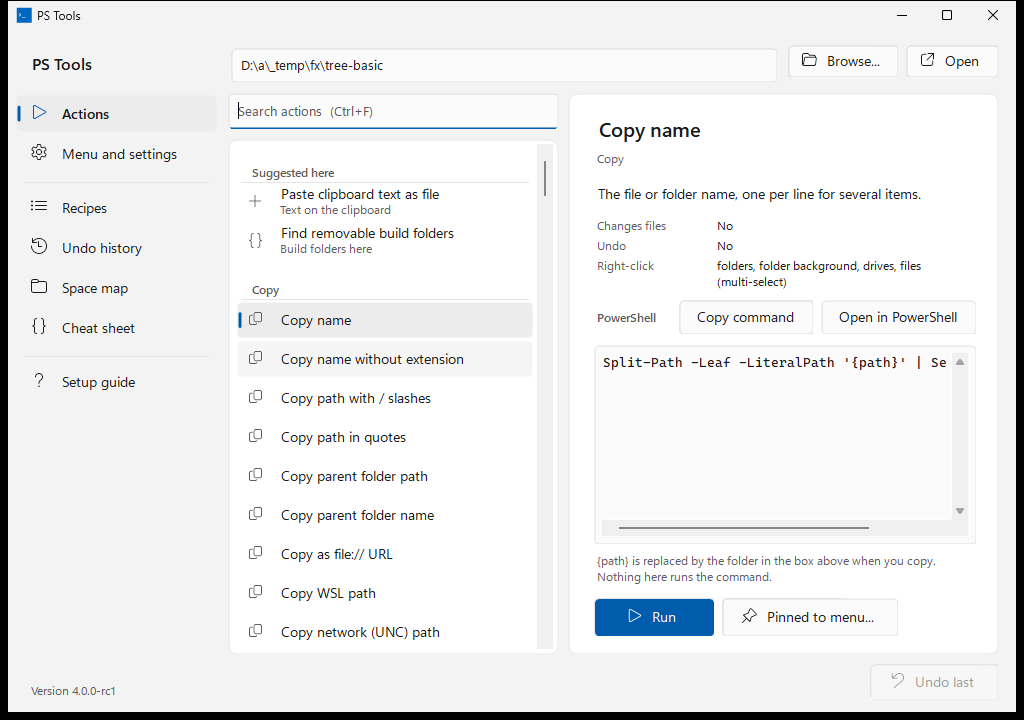 PS Tools
PS Tools
D:\a\_temp\fx\tree-basic
Browse...
Open
Actions
Menu and settings
Recipes
Undo history
Space map
Cheat sheet
Setup guide
Version 4.0.0-rc1
Search actions (Ctrl+F)
Suggested here
Paste clipboard text as file
Text on the clipboard
Find removable build folders
Build folders here
Copy
Copy name
Copy name without extension
Copy path with / slashes
Copy path in quotes
Copy parent folder path
Copy parent folder name
Copy as file:// URL
Copy WSL path
Copy network (UNC) path
Copy name
Copy
The file or folder name, one per line for several items.
Changes files No
Undo No
Right-click folders, folder background, drives, files
(multi-select)
PowerShell
Copy command
Open in PowerShell
Split-Path -Leaf -LiteralPath '{path}' | Se
{path} is replaced by the folder in the box above when you copy.
Nothing here runs the command.
Run
Pinned to menu...
Undo last